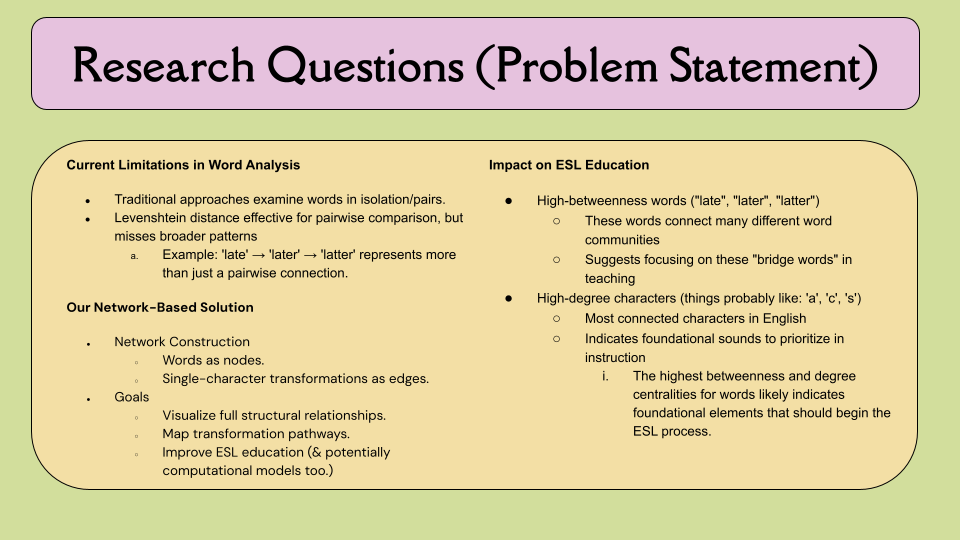 Research Questions (Problem Statement)
Current Limitations in Word Analysis
● Traditional approaches examine words in isolation/pairs.
● Levenshtein distance effective for pairwise comparison, but
misses broader patterns
a. Example: 'late' → 'later' → 'latter' represents more
than just a pairwise connection.
Our Network-Based Solution
● Network Construction
○ Words as nodes.
○ Single-character transformations as edges.
● Goals
○ Visualize full structural relationships.
○ Map transformation pathways.
○ Improve ESL education (& potentially
computational models too.)
Impact on ESL Education
● High-betweenness words ("late", "later", "latter")
○ These words connect many different word
communities
○ Suggests focusing on these "bridge words" in
teaching
● High-degree characters (things probably like: 'a', 'c', 's')
○ Most connected characters in English
○ Indicates foundational sounds to prioritize in
instruction
i. The highest betweenness and degree
centralities for words likely indicates
foundational elements that should begin the
ESL process.